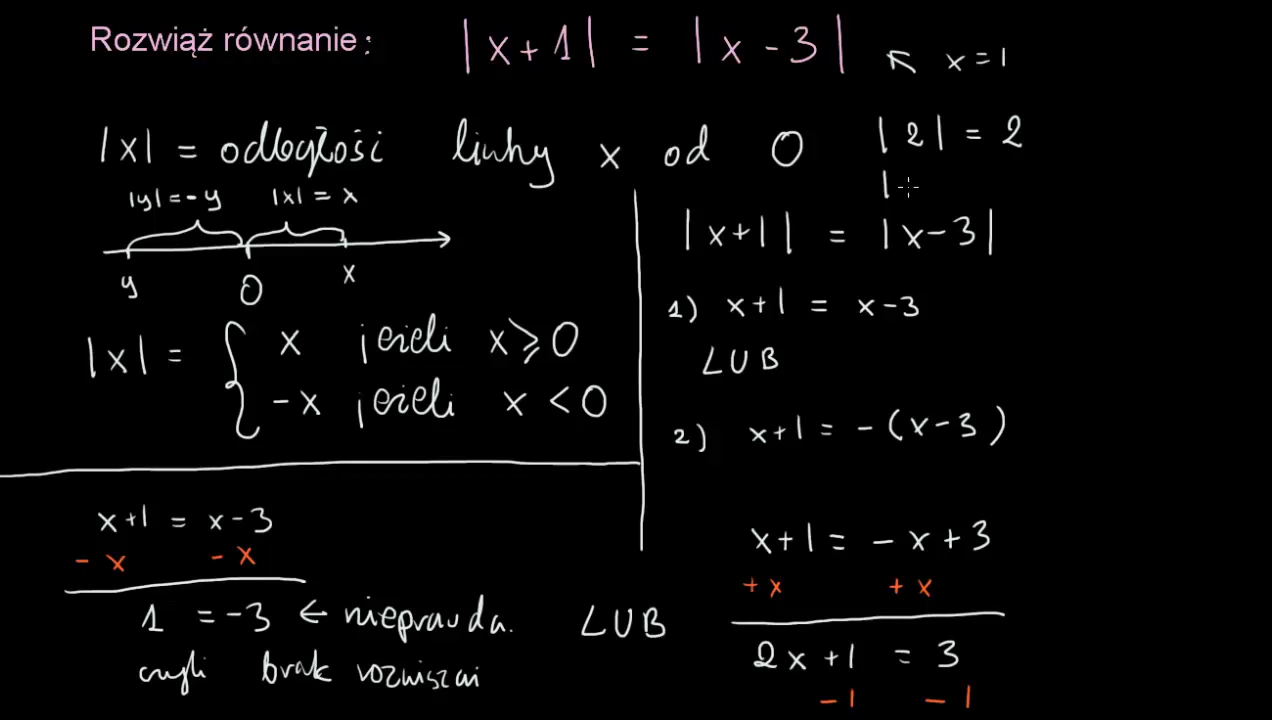 Rozwiąż równanie: |x+1| = |x-3|
x=1
|x| = odległość liczby x od 0
|2| = 2
|
|y|=-y |x|=x
y 0 x
|x| = { x jeżeli x⩾0
-x jeżeli x<0
|x+1| = |x-3|
1) x+1 = x-3
LUB
2) x+1 = -(x-3)
x+1 = x-3
-x -x
1 = -3 ← nieprawda.
czyli brak rozwiązań
LUB
x+1 = -x+3
+x +x
2x+1 = 3
-1 -1